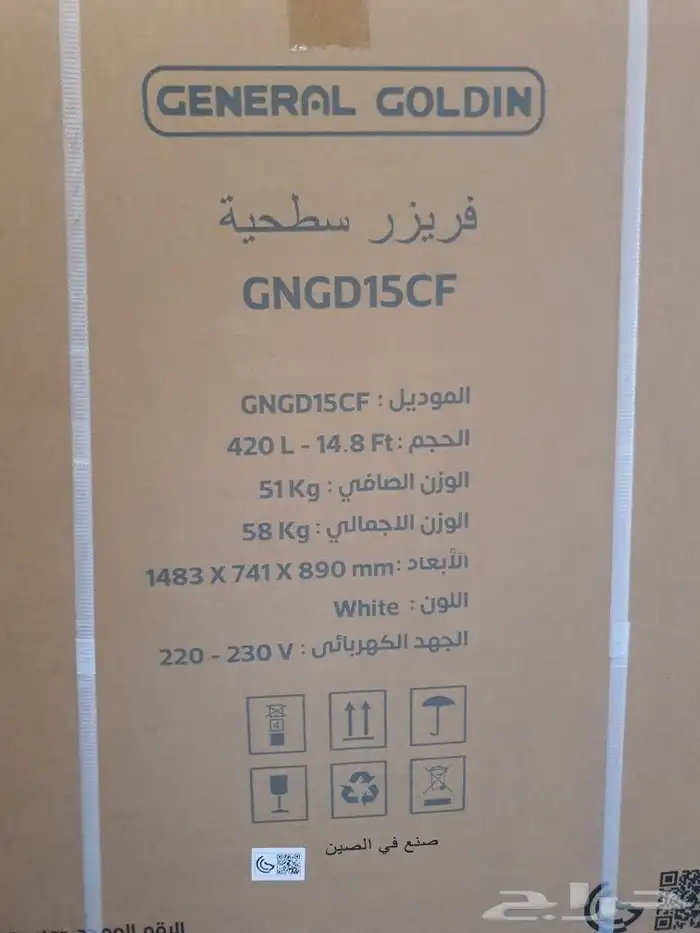 GENERAL GOLDIN
فريزر سطحية
GNGD15CF
الموديل : GNGD15CF
الحجم : 420 L - 14.8 Ft
الوزن الصافي : 51 Kg
الوزن الاجمالي : 58 Kg
الأبعاد : 1483 X 741 X 890 mm
اللون : White
الجهد الكهربائى : 220 - 230 V
4
صنع في الصين
حراج